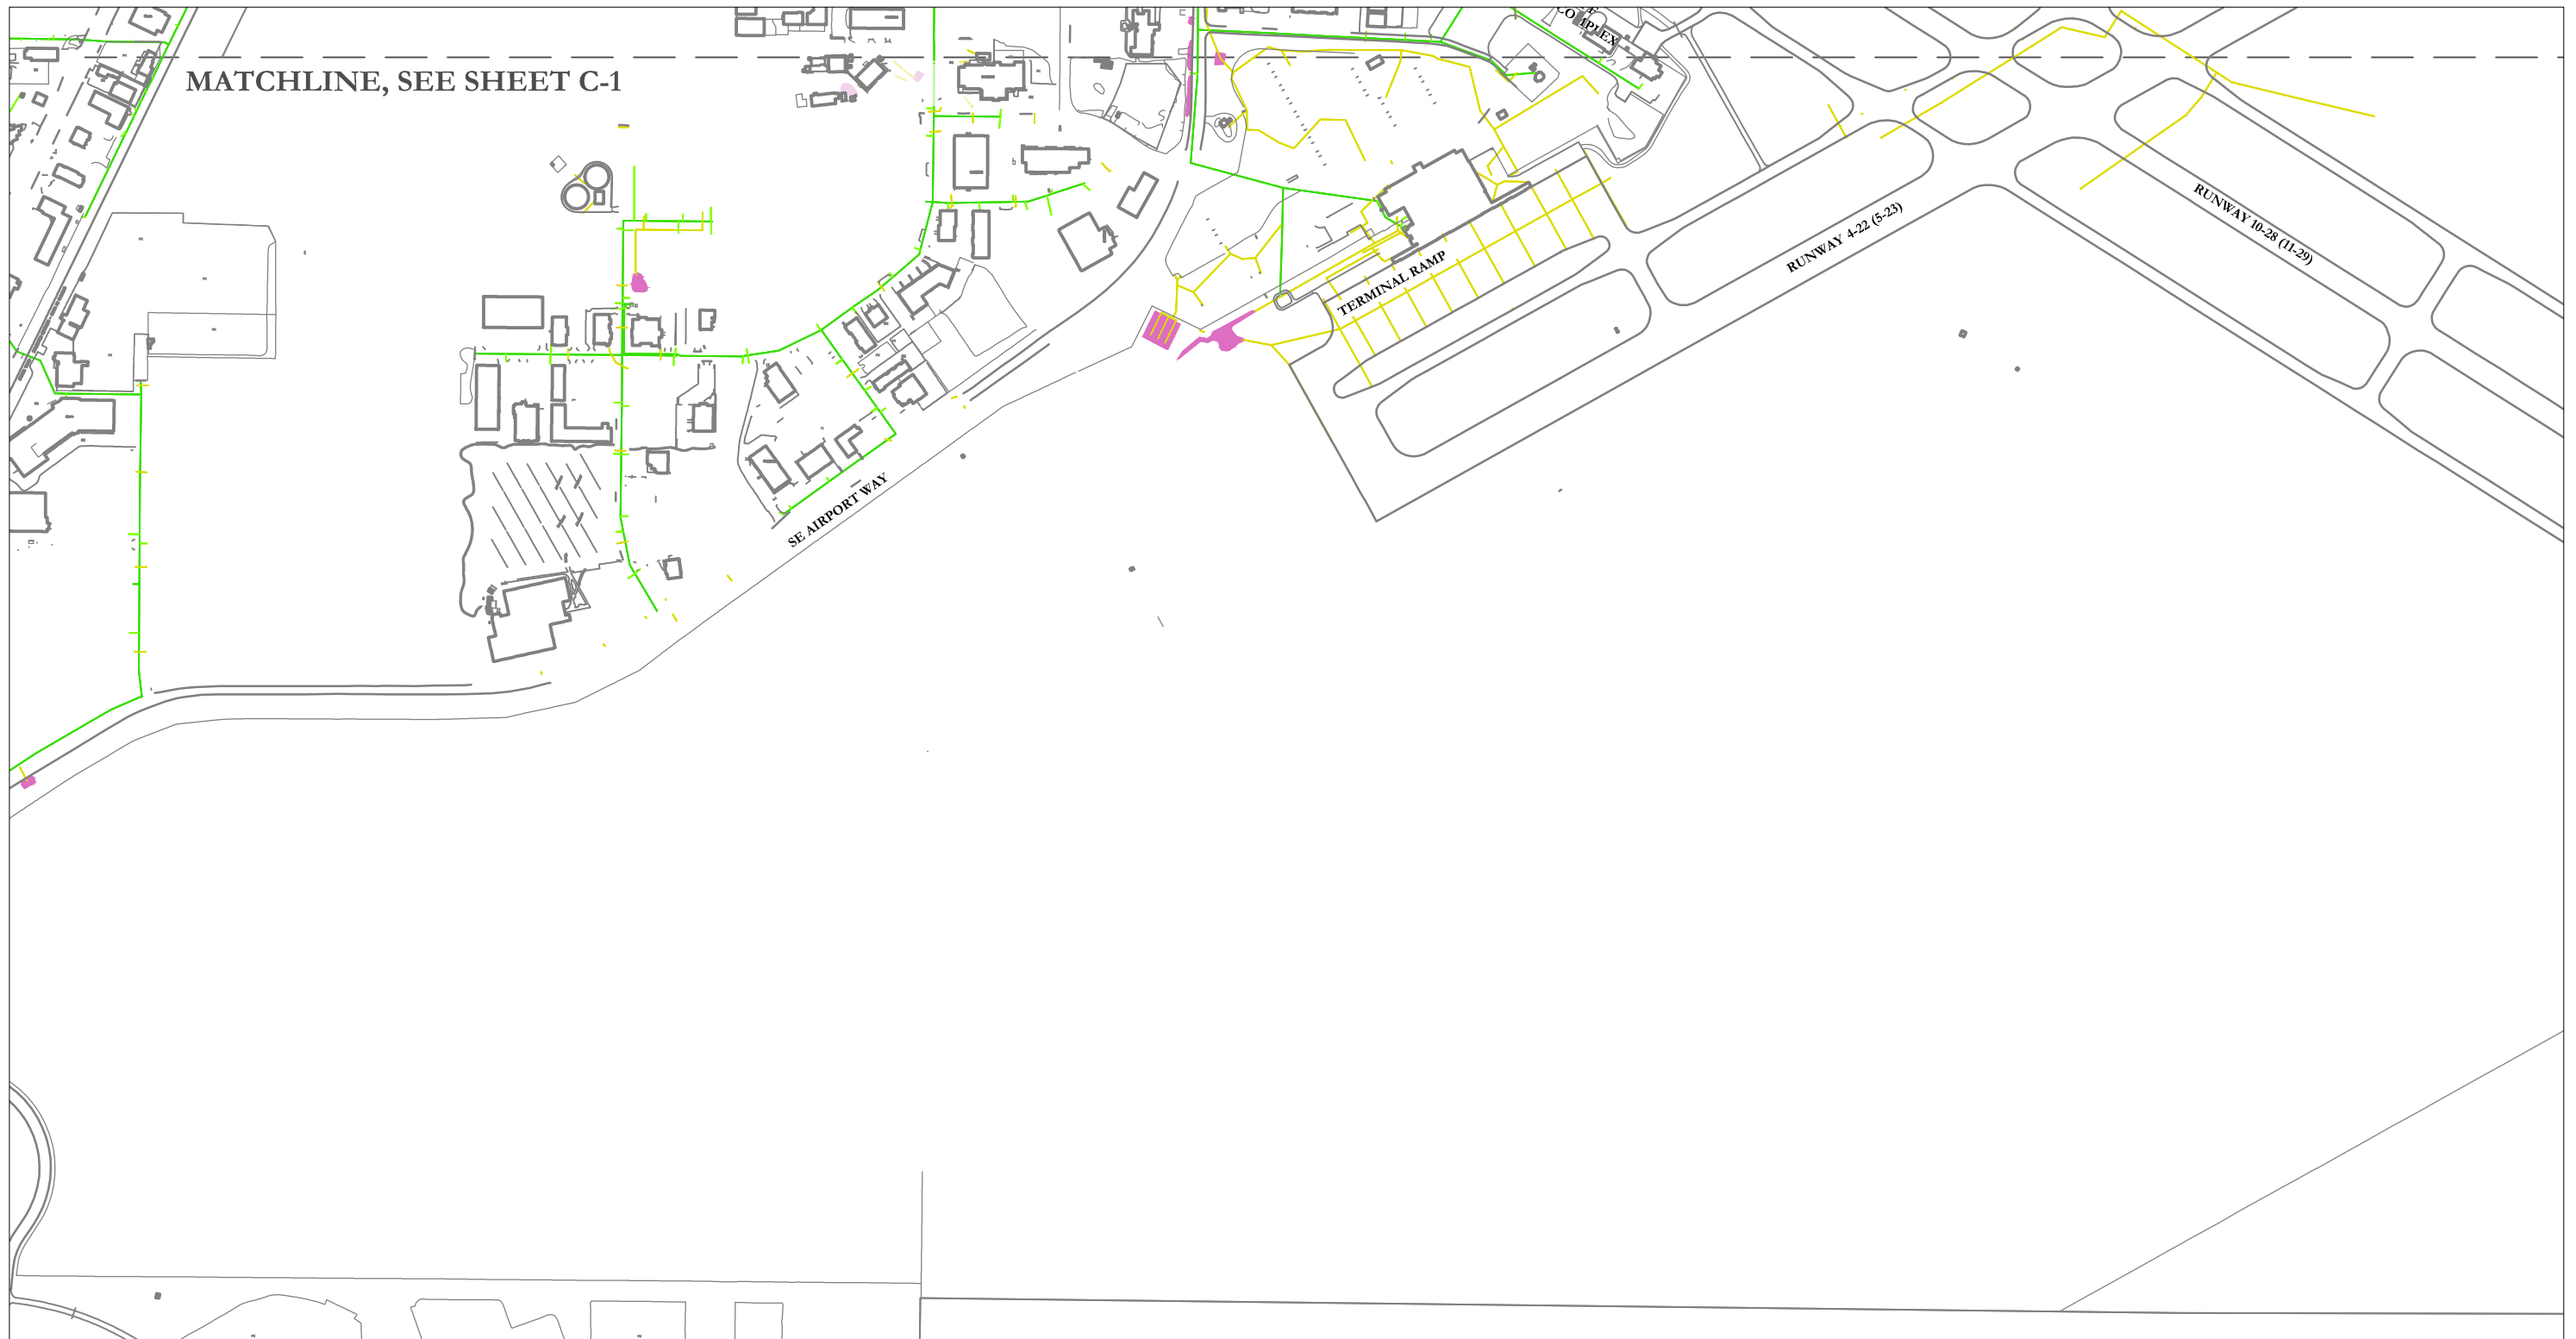 COMPLEX
MATCHLINE, SEE SHEET C-1
RUNWAY 10-28 (11-29)
RUNWAY 4-22 (5-23)
TERMINAL RAMP
SE AIRPORT WAY